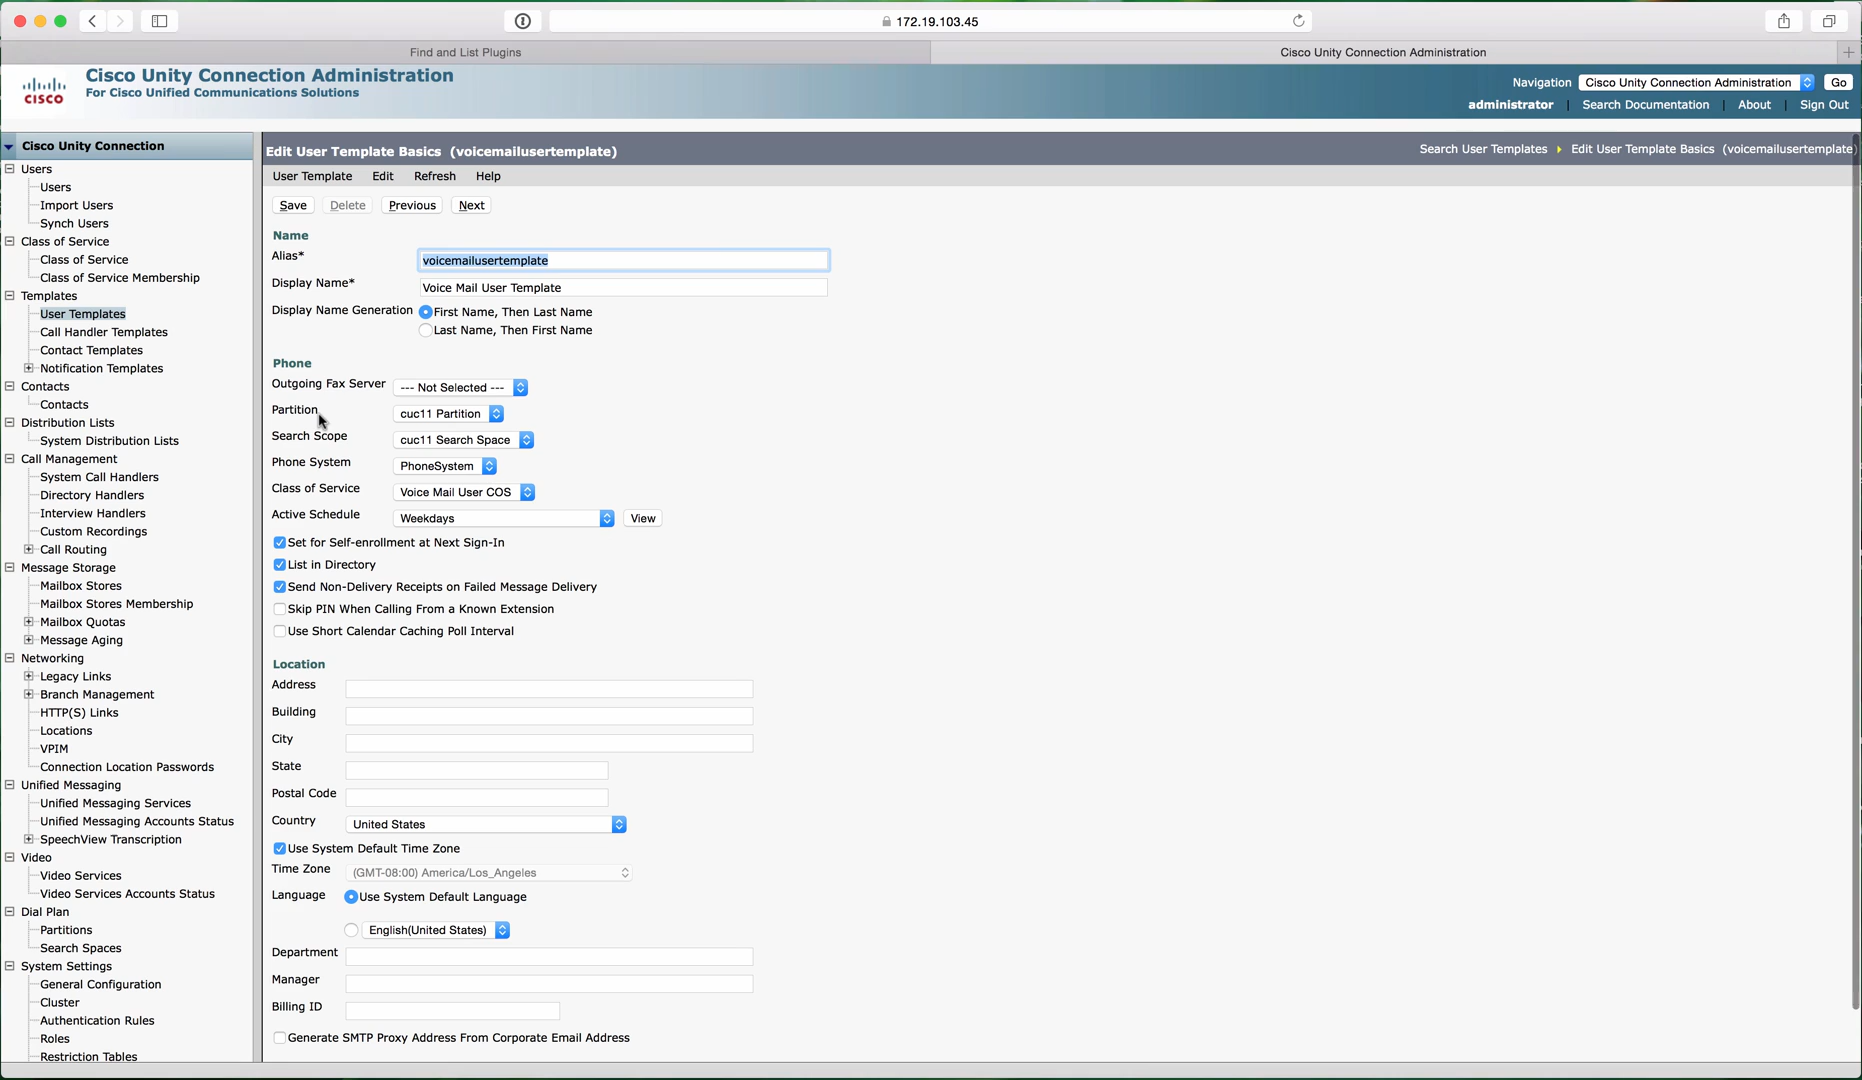 172.19.103.45
Find and List Plugins
Cisco Unity Connection Administration
CISCO
Cisco Unity Connection Administration
For Cisco Unified Communications Solutions
Navigation Cisco Unity Connection Administration Go
administrator | Search Documentation | About | Sign Out
Cisco Unity Connection
Users
Users
Import Users
Synch Users
Class of Service
Class of Service
Class of Service Membership
Templates
User Templates
Call Handler Templates
Contact Templates
Notification Templates
Contacts
Contacts
Distribution Lists
System Distribution Lists
Call Management
System Call Handlers
Directory Handlers
Interview Handlers
Custom Recordings
Call Routing
Message Storage
Mailbox Stores
Mailbox Stores Membership
Mailbox Quotas
Message Aging
Networking
Legacy Links
Branch Management
HTTP(S) Links
Locations
VPIM
Connection Location Passwords
Unified Messaging
Unified Messaging Services
Unified Messaging Accounts Status
SpeechView Transcription
Video
Video Services
Video Services Accounts Status
Dial Plan
Partitions
Search Spaces
System Settings
General Configuration
Cluster
Authentication Rules
Roles
Restriction Tables
Edit User Template Basics (voicemailusertemplate)
Search User Templates Edit User Template Basics (voicemailusertemplate)
User Template Edit Refresh Help
Save Delete Previous Next
Name
Alias* voicemailusertemplate
Display Name* Voice Mail User Template
Display Name Generation First Name, Then Last Name
Last Name, Then First Name
Phone
Outgoing Fax Server --- Not Selected ---
Partition cuc11 Partition
Search Scope cuc11 Search Space
Phone System PhoneSystem
Class of Service Voice Mail User COS
Active Schedule Weekdays View
Set for Self-enrollment at Next Sign-In
List in Directory
Send Non-Delivery Receipts on Failed Message Delivery
Skip PIN When Calling From a Known Extension
Use Short Calendar Caching Poll Interval
Location
Address
Building
City
State
Postal Code
Country United States
Use System Default Time Zone
Time Zone (GMT-08:00) America/Los_Angeles
Language Use System Default Language
English(United States)
Department
Manager
Billing ID
Generate SMTP Proxy Address From Corporate Email Address